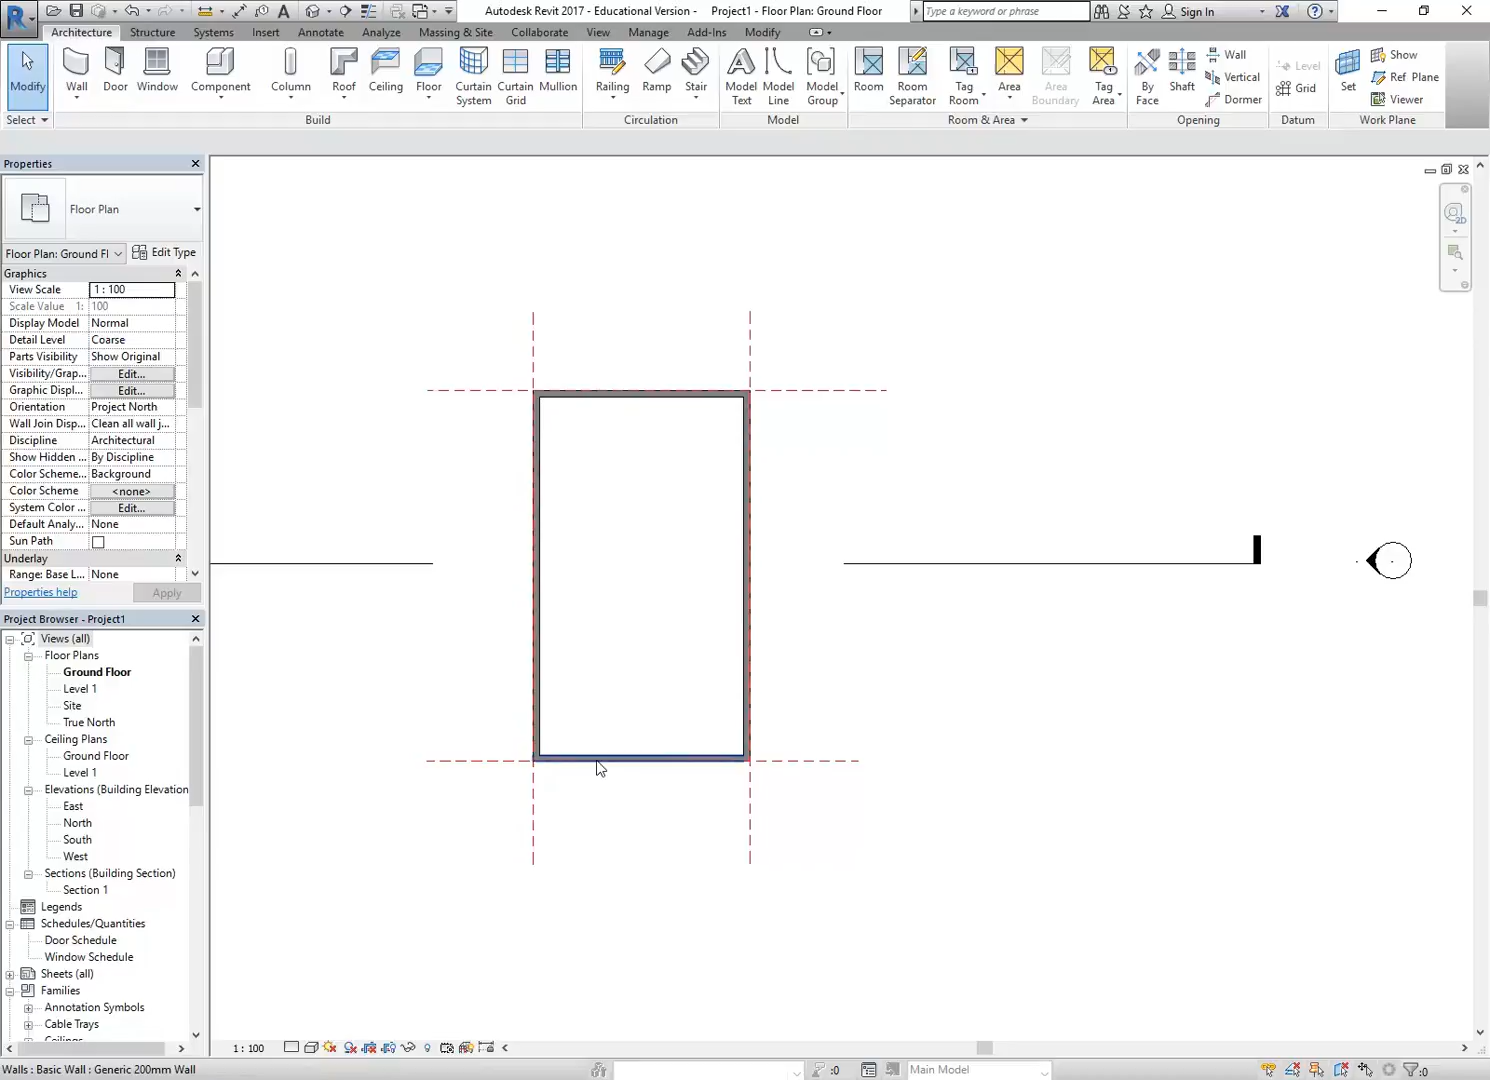 Autodesk Revit 2017 - Educational Version - Project1 - Floor Plan: Ground Floor
Type a keyword or phrase
Sign In
Architecture Structure Systems Insert Annotate Analyze Massing & Site Collaborate View Manage Add-Ins Modify
Modify
Wall
Door
Window
Component
Column
Roof
Ceiling
Floor
Curtain System
Curtain Grid
Mullion
Railing
Ramp
Stair
Model Text
Model Line
Model Group
Room
Room Separator
Tag Room
Area
Area Boundary
Tag Area
By Face
Shaft
Wall
Vertical
Dormer
Level
Grid
Set
Show
Ref Plane
Viewer
Select
Build
Circulation
Model
Room & Area
Opening
Datum
Work Plane
Properties
Floor Plan
Floor Plan: Ground Fl
Edit Type
Graphics
View Scale 1 : 100
Scale Value 1: 100
Display Model Normal
Detail Level Coarse
Parts Visibility Show Original
Visibility/Grap... Edit...
Graphic Displ... Edit...
Orientation Project North
Wall Join Disp... Clean all wall j...
Discipline Architectural
Show Hidden ... By Discipline
Color Scheme... Background
Color Scheme <none>
System Color ... Edit...
Default Analy... None
Sun Path
Underlay
Range: Base L... None
Properties help
Apply
Project Browser - Project1
Views (all)
Floor Plans
Ground Floor
Level 1
Site
True North
Ceiling Plans
Ground Floor
Level 1
Elevations (Building Elevation
East
North
South
West
Sections (Building Section)
Section 1
Legends
Schedules/Quantities
Door Schedule
Window Schedule
Sheets (all)
Families
Annotation Symbols
Cable Trays
2D
1 : 100
Walls : Basic Wall : Generic 200mm Wall
:0
Main Model
:0